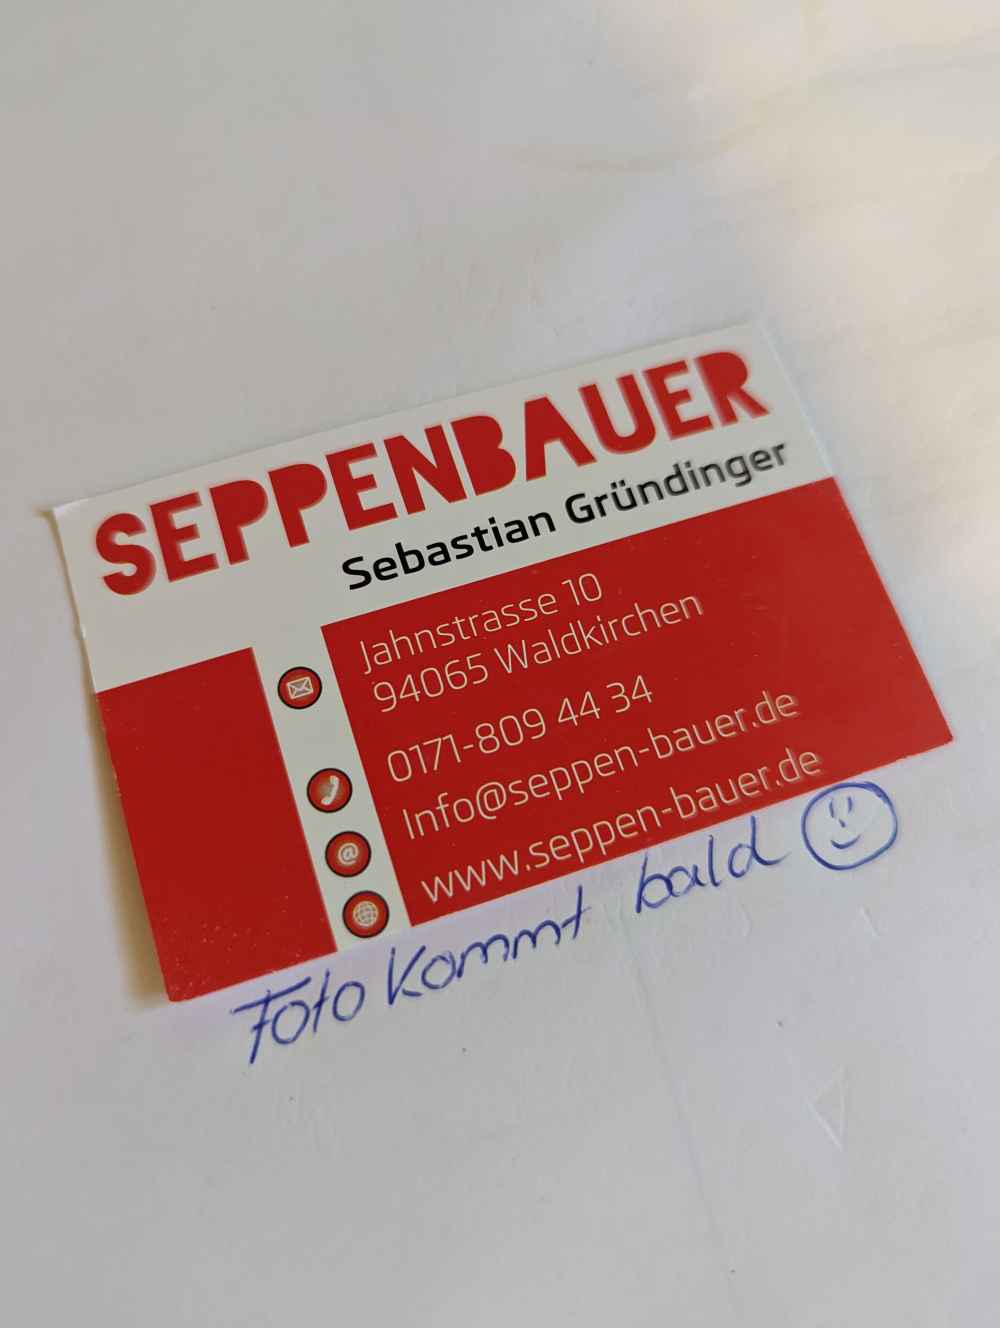 SEPPENBAUER
Sebastian Gründinger
Jahnstrasse 10
94065 Waldkirchen
0171-809 44 34
Info@seppen-bauer.de
www.seppen-bauer.de
Foto kommt bald